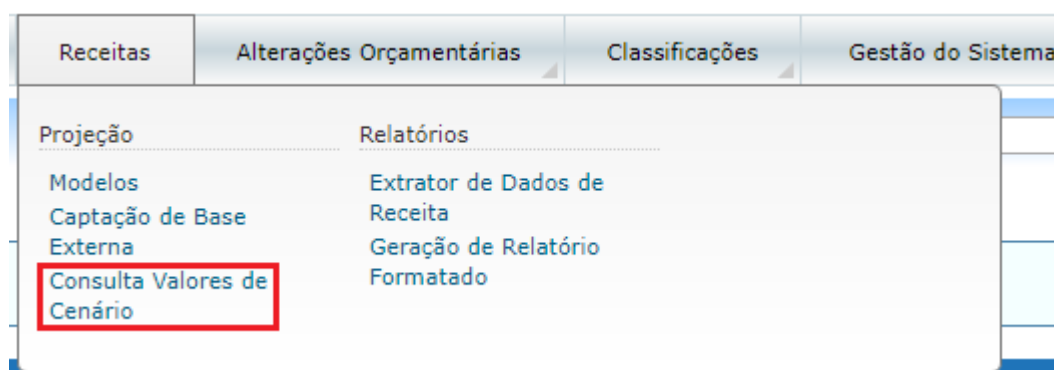 Receitas Alterações Orçamentárias Classificações Gestão do Sistema
Projeção
Modelos
Captação de Base
Externa
Consulta Valores de
Cenário
Relatórios
Extrator de Dados de
Receita
Geração de Relatório
Formatado